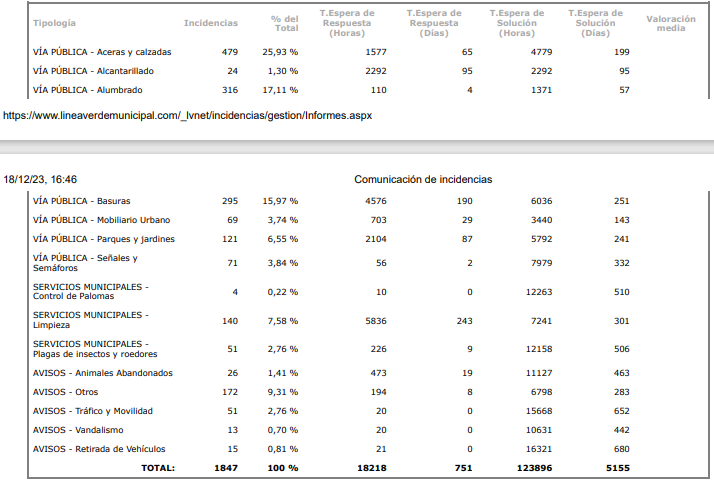 Tipología Incidencias % del Total T.Espera de Respuesta (Horas) T.Espera de Respuesta (Días) T.Espera de Solución (Horas) T.Espera de Solución (Días) Valoración media
VÍA PÚBLICA - Aceras y calzadas 479 25,93 % 1577 65 4779 199
VÍA PÚBLICA - Alcantarillado 24 1,30 % 2292 95 2292 95
VÍA PÚBLICA - Alumbrado 316 17,11 % 110 4 1371 57
https://www.lineaverdemunicipal.com/_lvnet/incidencias/gestion/Informes.aspx
18/12/23, 16:46 Comunicación de incidencias
VÍA PÚBLICA - Basuras 295 15,97 % 4576 190 6036 251
VÍA PÚBLICA - Mobiliario Urbano 69 3,74 % 703 29 3440 143
VÍA PÚBLICA - Parques y jardines 121 6,55 % 2104 87 5792 241
VÍA PÚBLICA - Señales y
Semáforos 71 3,84 % 56 2 7979 332
SERVICIOS MUNICIPALES -
Control de Palomas 4 0,22 % 10 0 12263 510
SERVICIOS MUNICIPALES -
Limpieza 140 7,58 % 5836 243 7241 301
SERVICIOS MUNICIPALES -
Plagas de insectos y roedores 51 2,76 % 226 9 12158 506
AVISOS - Animales Abandonados 26 1,41 % 473 19 11127 463
AVISOS - Otros 172 9,31 % 194 8 6798 283
AVISOS - Tráfico y Movilidad 51 2,76 % 20 0 15668 652
AVISOS - Vandalismo 13 0,70 % 20 0 10631 442
AVISOS - Retirada de Vehículos 15 0,81 % 21 0 16321 680
TOTAL: 1847 100 % 18218 751 123896 5155